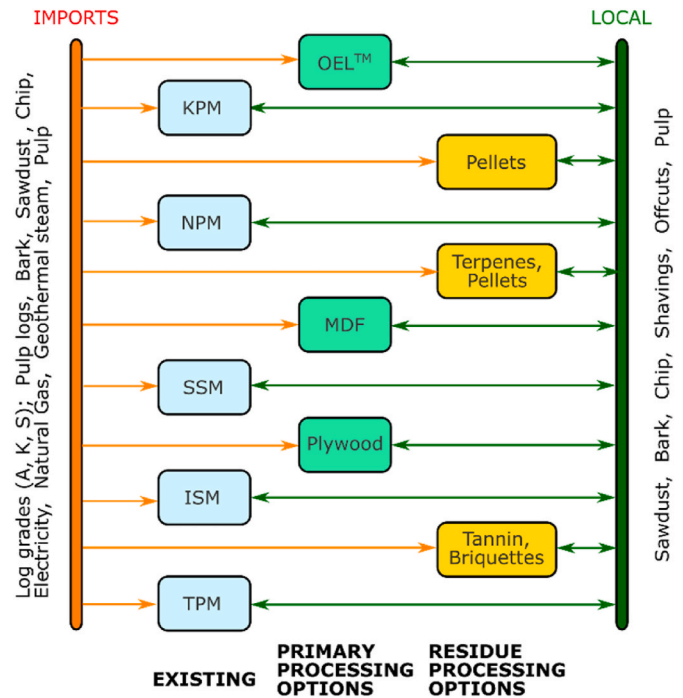 IMPORTS
LOCAL
Log grades (A, K, S); Pulp logs, Bark, Sawdust, Chip,
Electricity, Natural Gas, Geothermal steam, Pulp
OEL™
KPM
Pellets
NPM
Terpenes,
Pellets
MDF
SSM
Plywood
ISM
Tannin,
Briquettes
TPM
Sawdust, Bark, Chip, Shavings, Offcuts, Pulp
EXISTING
PRIMARY
PROCESSING
OPTIONS
RESIDUE
PROCESSING
OPTIONS